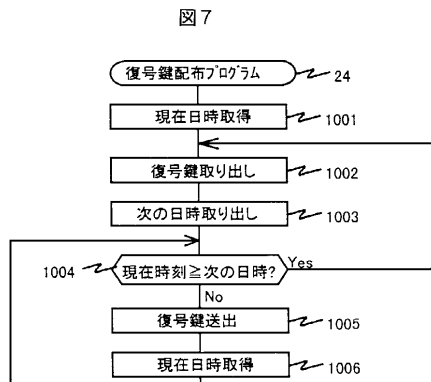 図7
復号鍵配布プログラム
24
現在日時取得
1001
復号鍵取り出し
1002
次の日時取り出し
1003
1004
現在時刻≧次の日時?
Yes
No
復号鍵送出
1005
現在日時取得
1006